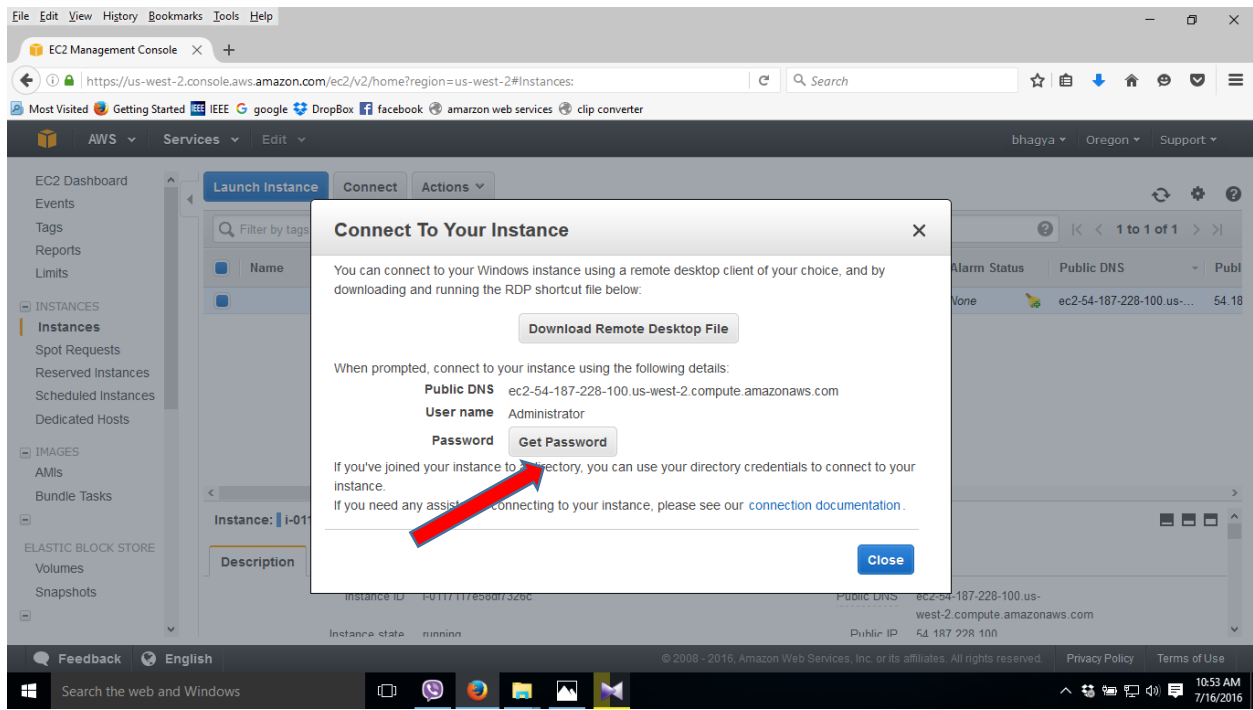 File Edit View History Bookmarks Tools Help
EC2 Management Console
https://us-west-2.console.aws.amazon.com/ec2/v2/home?region=us-west-2#Instances:
Search
Most Visited Getting Started IEEE IEEE G google DropBox facebook amarzon web services clip converter
AWS Services Edit bhagya Oregon Support
EC2 Dashboard
Events
Tags
Reports
Limits
INSTANCES
Instances
Spot Requests
Reserved Instances
Scheduled Instances
Dedicated Hosts
IMAGES
AMIs
Bundle Tasks
ELASTIC BLOCK STORE
Volumes
Snapshots
Launch Instance Connect Actions
Filter by tags 1 to 1 of 1
Name Alarm Status Public DNS Publ
None ec2-54-187-228-100.us-... 54.18
Connect To Your Instance
You can connect to your Windows instance using a remote desktop client of your choice, and by
downloading and running the RDP shortcut file below:
Download Remote Desktop File
When prompted, connect to your instance using the following details:
Public DNS ec2-54-187-228-100.us-west-2.compute.amazonaws.com
User name Administrator
Password Get Password
If you've joined your instance to directory, you can use your directory credentials to connect to your
instance.
If you need any connecting to your instance, please see our connection documentation.
Close
Instance: i-011
Description
Instance ID i-0117117e58df7326c Public DNS ec2-54-187-228-100.us-
west-2.compute.amazonaws.com
Instance state running Public IP 54.187.228.100
Feedback English © 2008 - 2016, Amazon Web Services, Inc. or its affiliates. All rights reserved. Privacy Policy Terms of Use
Search the web and Windows
10:53 AM
7/16/2016